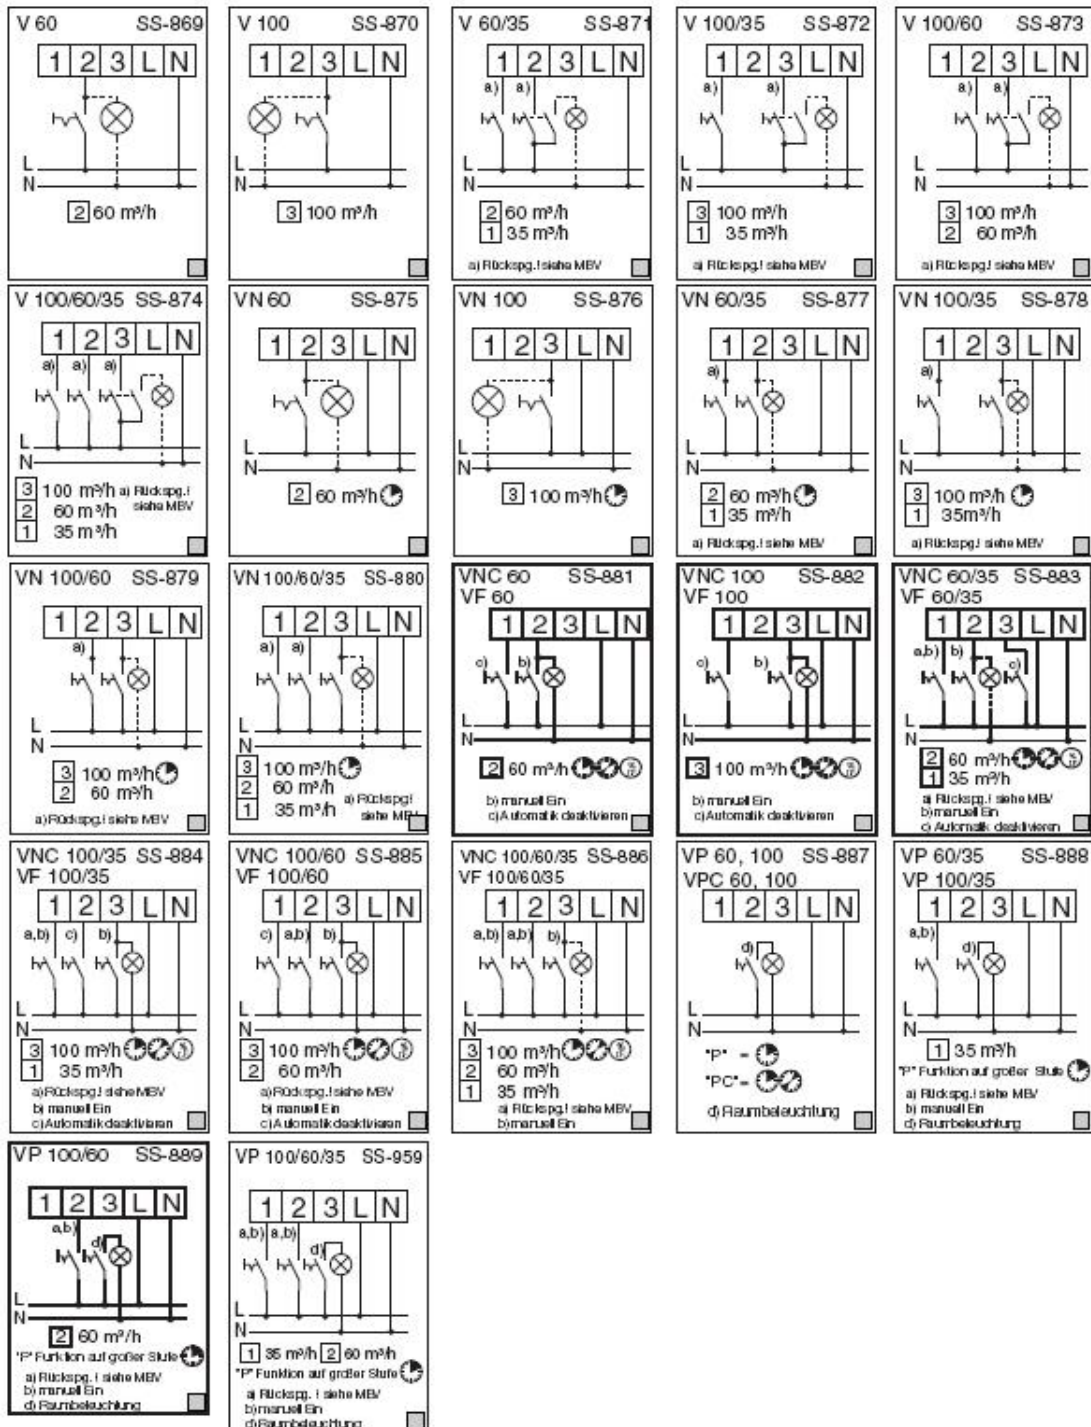 V 60 SS-869
1 2 3 L N
L
N
2 60 m³/h
V 100 SS-870
1 2 3 L N
L
N
3 100 m³/h
V 60/35 SS-871
1 2 3 L N
a) a)
L
N
2 60 m³/h
1 35 m³/h
a) Rückspg.! siehe MBV
V 100/35 SS-872
1 2 3 L N
a) a)
L
N
3 100 m³/h
1 35 m³/h
a) Rückspg.! siehe MBV
V 100/60 SS-873
1 2 3 L N
a) a)
L
N
3 100 m³/h
2 60 m³/h
a) Rückspg.! siehe MBV
V 100/60/35 SS-874
1 2 3 L N
a) a) a)
L
N
3 100 m³/h a) Rückspg.!
2 60 m³/h siehe MBV
1 35 m³/h
VN 60 SS-875
1 2 3 L N
L
N
2 60 m³/h
VN 100 SS-876
1 2 3 L N
L
N
3 100 m³/h
VN 60/35 SS-877
1 2 3 L N
a)
L
N
2 60 m³/h
1 35 m³/h
a) Rückspg.! siehe MBV
VN 100/35 SS-878
1 2 3 L N
a)
L
N
3 100 m³/h
1 35m³/h
a) Rückspg.! siehe MBV
VN 100/60 SS-879
1 2 3 L N
a)
L
N
3 100 m³/h
2 60 m³/h
a) Rückspg.! siehe MBV
VN 100/60/35 SS-880
1 2 3 L N
a) a)
L
N
3 100 m³/h
2 60 m³/h
1 35 m³/h a) Rückspg!
siehe MBV
VNC 60 SS-881
VF 60
1 2 3 L N
c) b)
L
N
2 60 m³/h
b) manuell Ein
c) Automatik deaktivieren
VNC 100 SS-882
VF 100
1 2 3 L N
c) b)
L
N
3 100 m³/h
b) manuell Ein
c) Automatik deaktivieren
VNC 60/35 SS-883
VF 60/35
1 2 3 L N
a,b) b) c)
L
N
2 60 m³/h
1 35 m³/h
a) Rückspg.! siehe MBV
b) manuell Ein
c) Automatik deaktivieren
VNC 100/35 SS-884
VF 100/35
1 2 3 L N
a,b) c) b)
L
N
3 100 m³/h
1 35 m³/h
a) Rückspg.! siehe MBV
b) manuell Ein
c) Automatik deaktivieren
VNC 100/60 SS-885
VF 100/60
1 2 3 L N
c) a,b) b)
L
N
3 100 m³/h
2 60 m³/h
a) Rückspg.! siehe MBV
b) manuell Ein
c) Automatik deaktivieren
VNC 100/60/35 SS-886
VF 100/60/35
1 2 3 L N
a,b) a,b) b)
L
N
3 100 m³/h
2 60 m³/h
1 35 m³/h
a) Rückspg.! siehe MBV
b) manuell Ein
VP 60, 100 SS-887
VPC 60, 100
1 2 3 L N
d)
L
N
"P" =
"PC"=
d) Raumbeleuchtung
VP 60/35 SS-888
VP 100/35
1 2 3 L N
a,b) d)
L
N
1 35 m³/h
"P" Funktion auf großer Stufe
a) Rückspg.! siehe MBV
b) manuell Ein
d) Raumbeleuchtung
VP 100/60 SS-889
1 2 3 L N
a,b) d)
L
N
2 60 m³/h
"P" Funktion auf großer Stufe
a) Rückspg.! siehe MBV
b) manuell Ein
d) Raumbeleuchtung
VP 100/60/35 SS-959
1 2 3 L N
a,b) a,b) d)
L
N
1 35 m³/h 2 60 m³/h
"P" Funktion auf großer Stufe
a) Rückspg.! siehe MBV
b) manuell Ein
d) Raumbeleuchtung